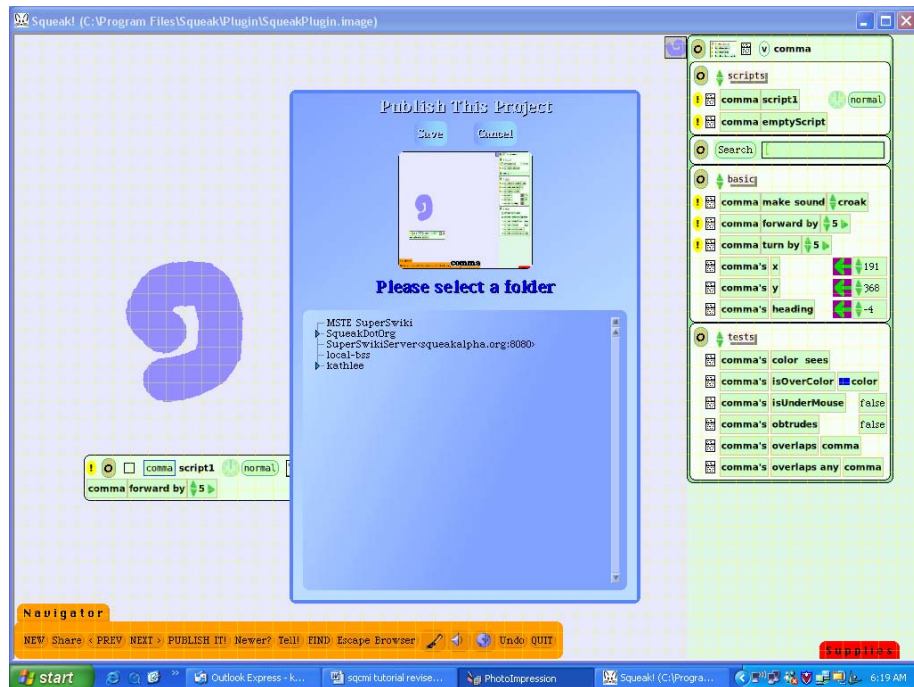 Squeak! (C:\Program Files\Squeak\Plugin\SqueakPlugin.image)
v comma
scripts
! comma script1 normal
! comma emptyScript
Search
basic
! comma make sound croak
! comma forward by 5
! comma turn by 5
comma's x 191
comma's y 368
comma's heading -4
tests
comma's color sees
comma's isOverColor color
comma's isUnderMouse false
comma's obtrudes false
comma's overlaps comma
comma's overlaps any comma
Publish This Project
Save Cancel
comma
Please select a folder
MSTE SuperSwiki
SqueakDotOrg
SuperSwikiServer<squeakalpha.org:8080>
local-bss
kathlee
! comma script1 normal
comma forward by 5
Navigator
NEW Share < PREV NEXT > PUBLISH IT! Newer? Tell! FIND Escape Browser Undo QUIT
Supplies
start Outlook Express - k... sqcmi tutorial revise... PhotoImpression Squeak! (C:\Progra... 6:19 AM